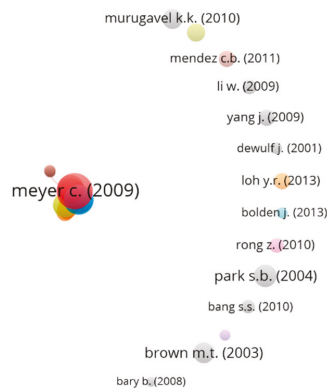 murugavel k.k. (2010)
mendez c.b. (2011)
li w. (2009)
yang j. (2009)
dewulf j. (2001)
meyer c. (2009)
loh y.r. (2013)
bolden j. (2013)
rong z. (2010)
park s.b. (2004)
bang s.s. (2010)
brown m.t. (2003)
bary b. (2008)